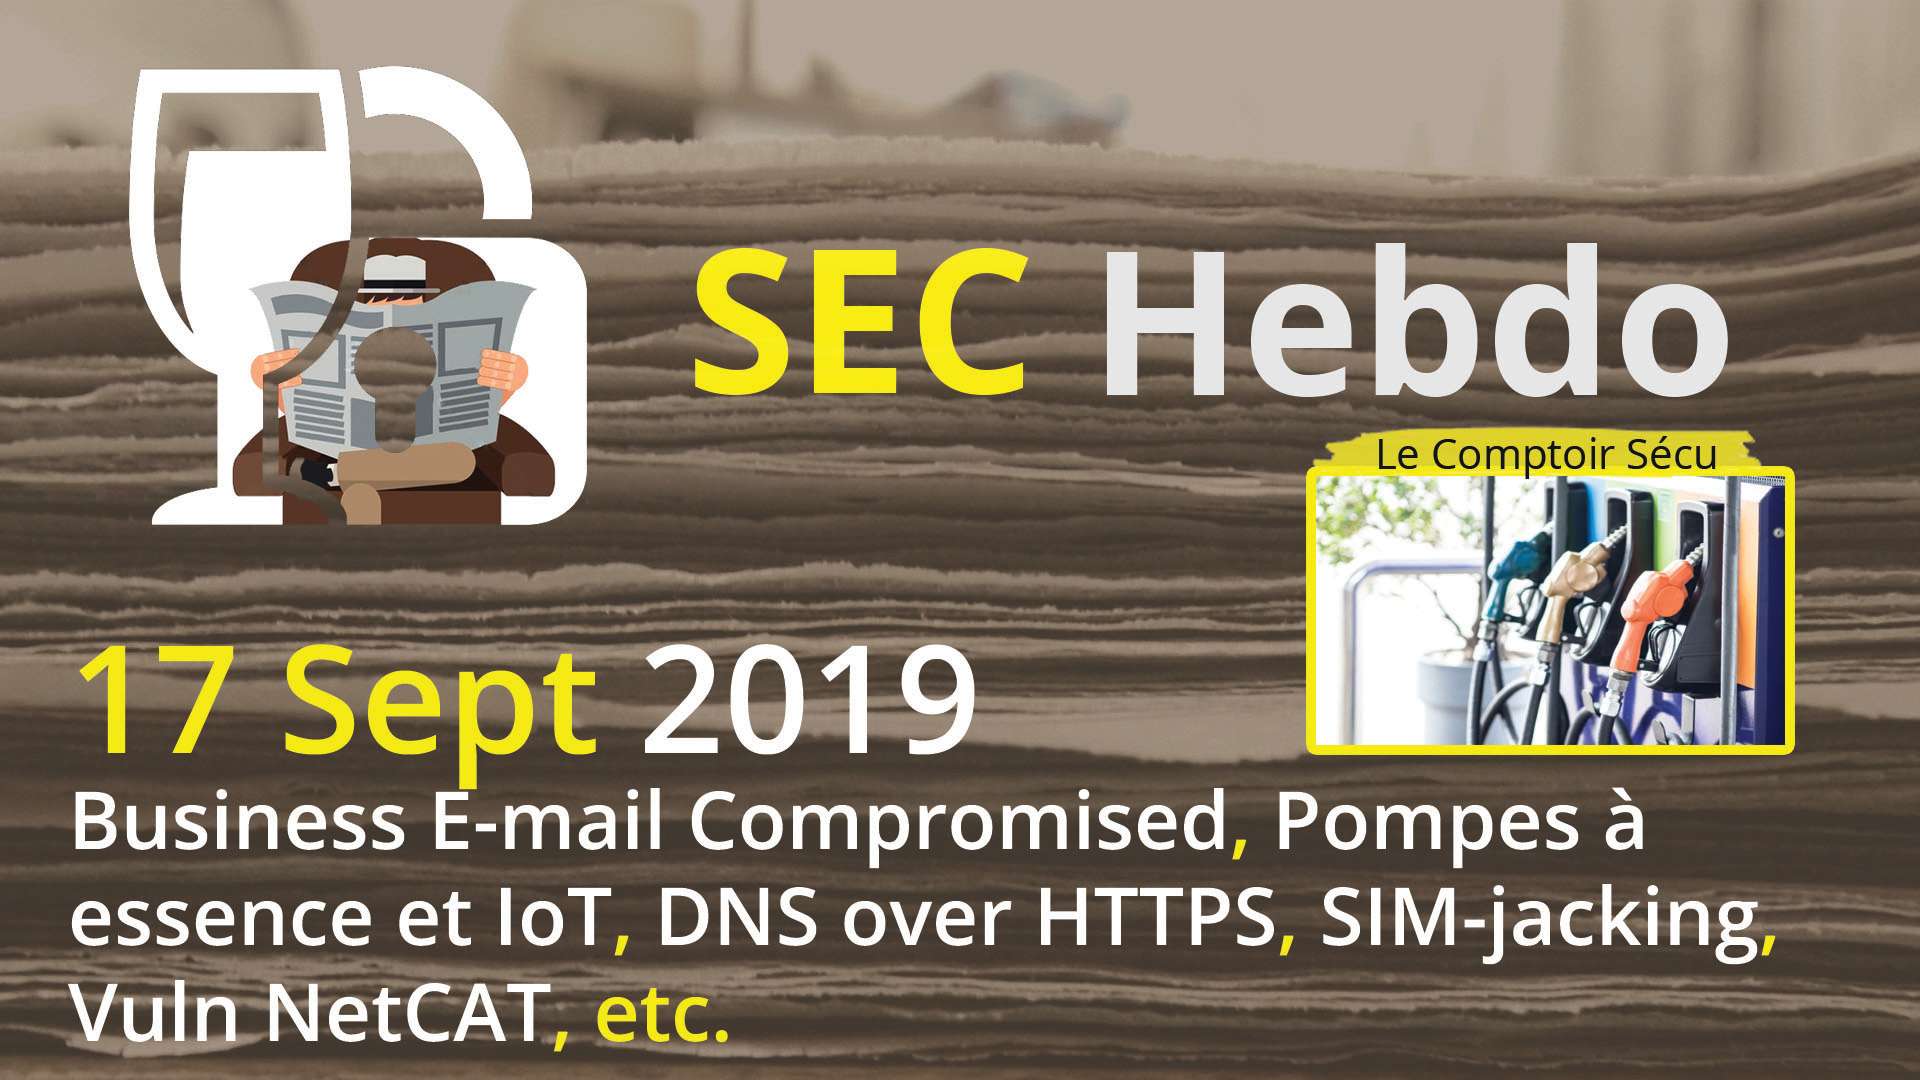 SEC Hebdo
Le Comptoir Sécu
17 Sept 2019
Business E-mail Compromised, Pompes à
essence et IoT, DNS over HTTPS, SIM-jacking,
Vuln NetCAT, etc.